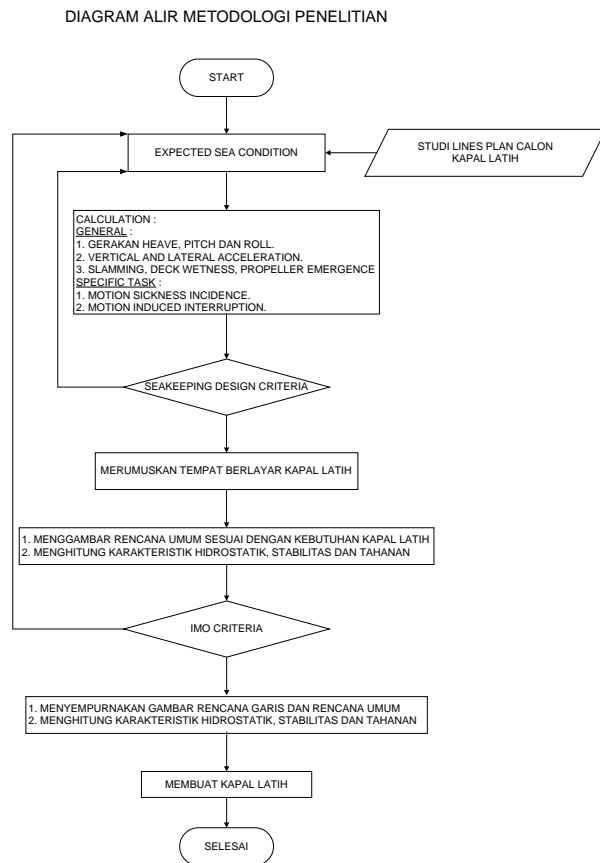 DIAGRAM ALIR METODOLOGI PENELITIAN
START
EXPECTED SEA CONDITION
STUDI LINES PLAN CALON
KAPAL LATIH
CALCULATION :
GENERAL :
1. GERAKAN HEAVE, PITCH DAN ROLL.
2. VERTICAL AND LATERAL ACCELERATION.
3. SLAMMING, DECK WETNESS, PROPELLER EMERGENCE
SPECIFIC TASK :
1. MOTION SICKNESS INCIDENCE.
2. MOTION INDUCED INTERRUPTION.
SEAKEEPING DESIGN CRITERIA
MERUMUSKAN TEMPAT BERLAYAR KAPAL LATIH
1. MENGGAMBAR RENCANA UMUM SESUAI DENGAN KEBUTUHAN KAPAL LATIH
2. MENGHITUNG KARAKTERISTIK HIDROSTATIK, STABILITAS DAN TAHANAN
IMO CRITERIA
1. MENYEMPURNAKAN GAMBAR RENCANA GARIS DAN RENCANA UMUM
2. MENGHITUNG KARAKTERISTIK HIDROSTATIK, STABILITAS DAN TAHANAN
MEMBUAT KAPAL LATIH
SELESAI